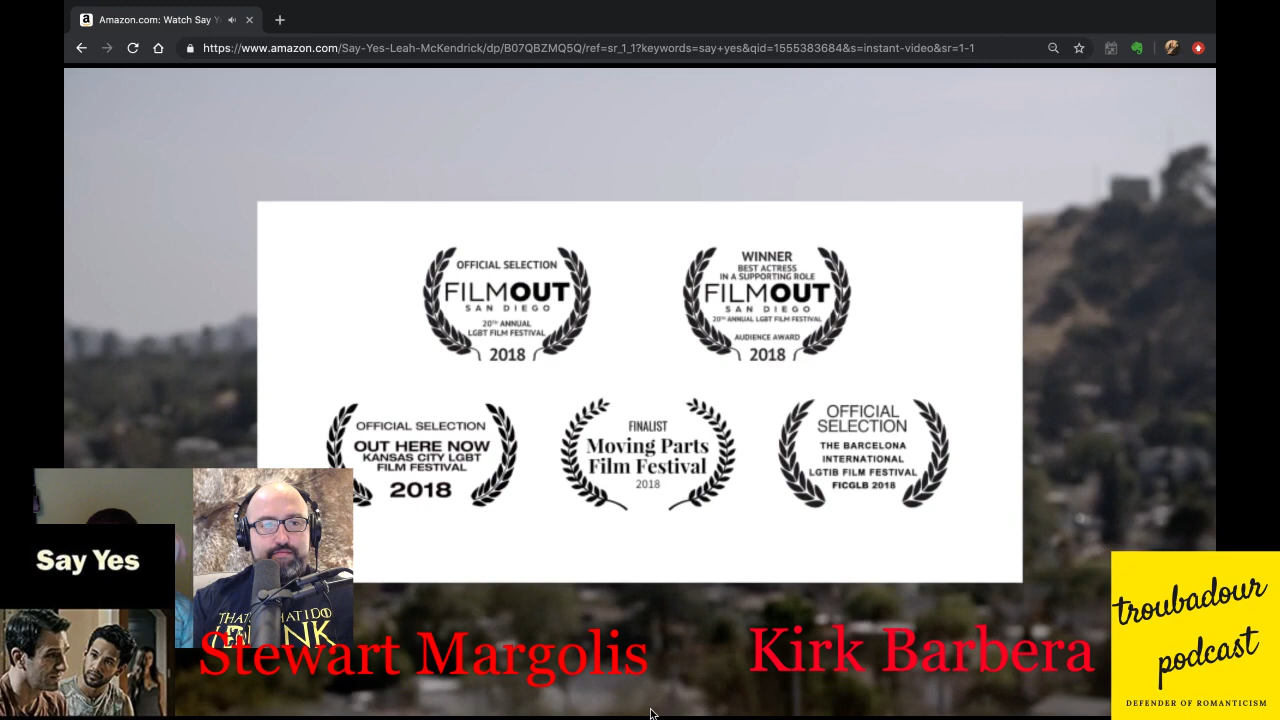 Amazon.com: Watch Say Y
https://www.amazon.com/Say-Yes-Leah-McKendrick/dp/B07QBZMQ5Q/ref=sr_1_1?keywords=say+yes&qid=1555383684&s=instant-video&sr=1-1
OFFICIAL SELECTION
FILMOUT
SAN DIEGO
20TH ANNUAL
LGBT FILM FESTIVAL
2018
WINNER
BEST ACTRESS
IN A SUPPORTING ROLE
FILMOUT
SAN DIEGO
20TH ANNUAL LGBT FILM FESTIVAL
AUDIENCE AWARD
2018
OFFICIAL SELECTION
OUT HERE NOW
KANSAS CITY LGBT
FILM FESTIVAL
2018
FINALIST
Moving Parts
Film Festival
2018
OFFICIAL
SELECTION
THE BARCELONA
INTERNATIONAL
LGTIB FILM FESTIVAL
FICGLB 2018
Say Yes
Stewart Margolis
Kirk Barbera
troubadour
podcast
DEFENDER OF ROMANTICISM